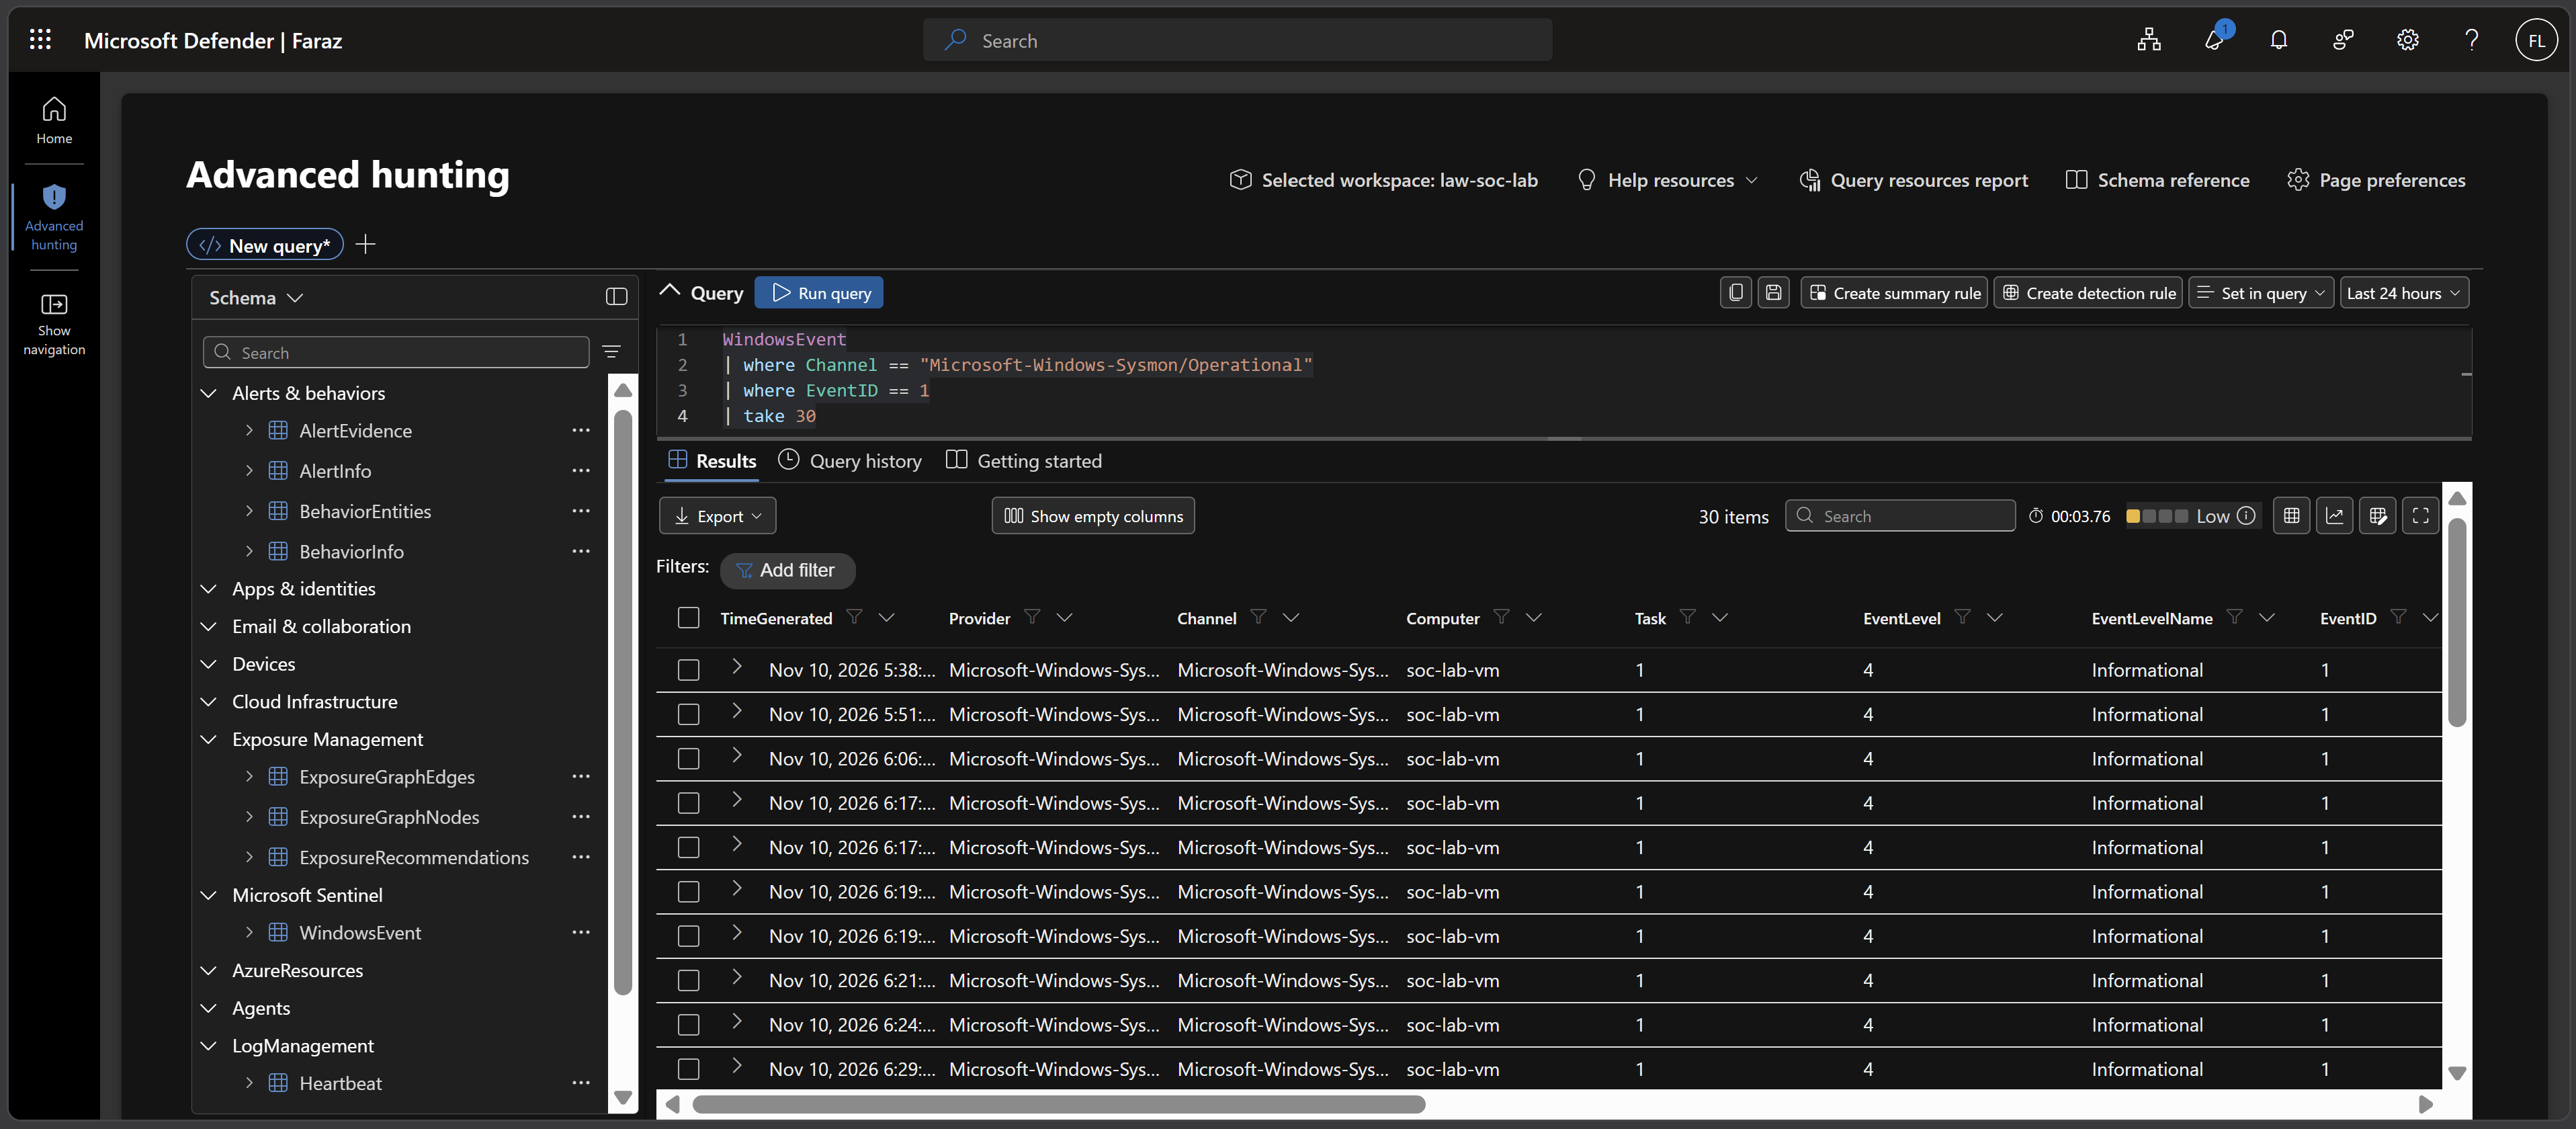 Microsoft Defender | Faraz
Search
1
FL
Home
Advanced
hunting
Show
navigation
Advanced hunting
Selected workspace: law-soc-lab
Help resources
Query resources report
Schema reference
Page preferences
</> New query*
Schema
Search
Alerts & behaviors
AlertEvidence
AlertInfo
BehaviorEntities
BehaviorInfo
Apps & identities
Email & collaboration
Devices
Cloud Infrastructure
Exposure Management
ExposureGraphEdges
ExposureGraphNodes
ExposureRecommendations
Microsoft Sentinel
WindowsEvent
AzureResources
Agents
LogManagement
Heartbeat
Query
Run query
Create summary rule
Create detection rule
Set in query
Last 24 hours
1 WindowsEvent
2 | where Channel == "Microsoft-Windows-Sysmon/Operational"
3 | where EventID == 1
4 | take 30
Results
Query history
Getting started
Export
Show empty columns
30 items
Search
00:03.76
Low
Filters:
Add filter
TimeGenerated Provider Channel Computer Task EventLevel EventLevelName EventID
Nov 10, 2026 5:38:... Microsoft-Windows-Sys... Microsoft-Windows-Sys... soc-lab-vm 1 4 Informational 1
Nov 10, 2026 5:51:... Microsoft-Windows-Sys... Microsoft-Windows-Sys... soc-lab-vm 1 4 Informational 1
Nov 10, 2026 6:06:... Microsoft-Windows-Sys... Microsoft-Windows-Sys... soc-lab-vm 1 4 Informational 1
Nov 10, 2026 6:17:... Microsoft-Windows-Sys... Microsoft-Windows-Sys... soc-lab-vm 1 4 Informational 1
Nov 10, 2026 6:17:... Microsoft-Windows-Sys... Microsoft-Windows-Sys... soc-lab-vm 1 4 Informational 1
Nov 10, 2026 6:19:... Microsoft-Windows-Sys... Microsoft-Windows-Sys... soc-lab-vm 1 4 Informational 1
Nov 10, 2026 6:19:... Microsoft-Windows-Sys... Microsoft-Windows-Sys... soc-lab-vm 1 4 Informational 1
Nov 10, 2026 6:21:... Microsoft-Windows-Sys... Microsoft-Windows-Sys... soc-lab-vm 1 4 Informational 1
Nov 10, 2026 6:24:... Microsoft-Windows-Sys... Microsoft-Windows-Sys... soc-lab-vm 1 4 Informational 1
Nov 10, 2026 6:29:... Microsoft-Windows-Sys... Microsoft-Windows-Sys... soc-lab-vm 1 4 Informational 1